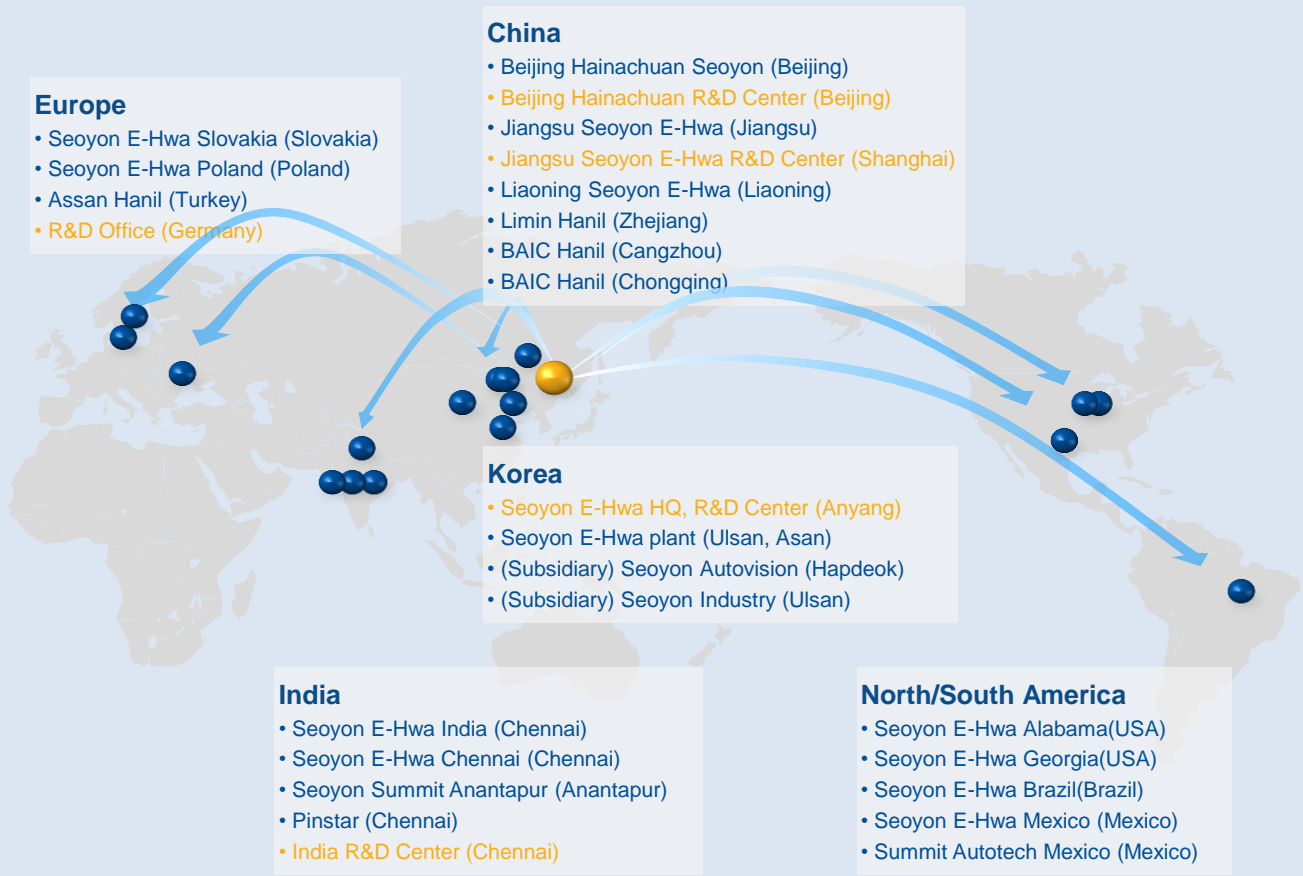 Europe
• Seoyon E-Hwa Slovakia (Slovakia)
• Seoyon E-Hwa Poland (Poland)
• Assan Hanil (Turkey)
• R&D Office (Germany)
China
• Beijing Hainachuan Seoyon (Beijing)
• Beijing Hainachuan R&D Center (Beijing)
• Jiangsu Seoyon E-Hwa (Jiangsu)
• Jiangsu Seoyon E-Hwa R&D Center (Shanghai)
• Liaoning Seoyon E-Hwa (Liaoning)
• Limin Hanil (Zhejiang)
• BAIC Hanil (Cangzhou)
• BAIC Hanil (Chongqing)
Korea
• Seoyon E-Hwa HQ, R&D Center (Anyang)
• Seoyon E-Hwa plant (Ulsan, Asan)
• (Subsidiary) Seoyon Autovision (Hapdeok)
• (Subsidiary) Seoyon Industry (Ulsan)
India
• Seoyon E-Hwa India (Chennai)
• Seoyon E-Hwa Chennai (Chennai)
• Seoyon Summit Anantapur (Anantapur)
• Pinstar (Chennai)
• India R&D Center (Chennai)
North/South America
• Seoyon E-Hwa Alabama(USA)
• Seoyon E-Hwa Georgia(USA)
• Seoyon E-Hwa Brazil(Brazil)
• Seoyon E-Hwa Mexico (Mexico)
• Summit Autotech Mexico (Mexico)